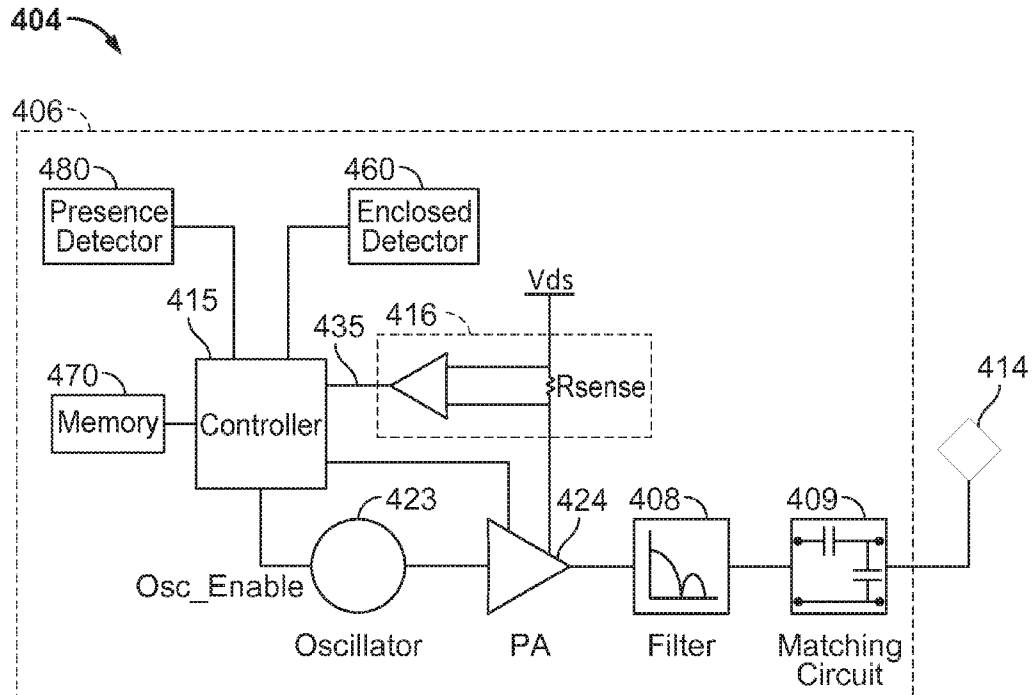 404
406
480
Presence
Detector
460
Enclosed
Detector
Vds
415
435
416
Rsense
470
Memory
Controller
414
423
424
408
409
Osc_Enable
Oscillator
PA
Filter
Matching
Circuit